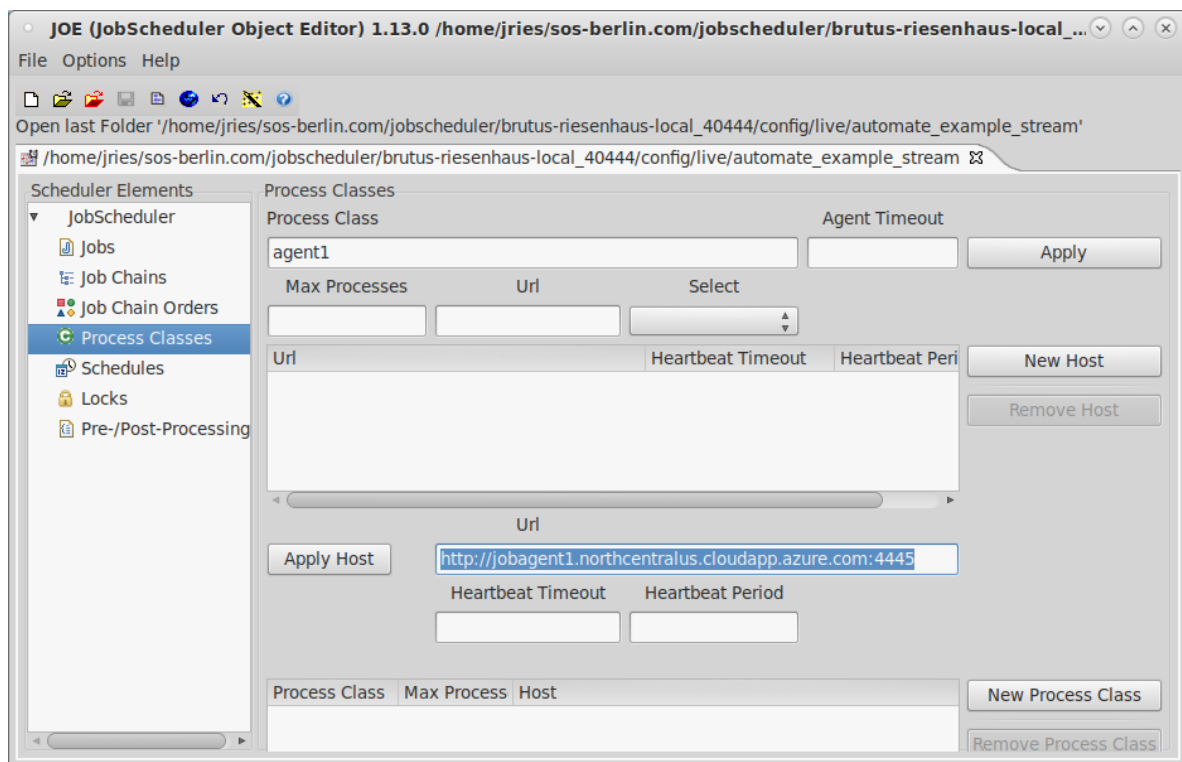 JOE (JobScheduler Object Editor) 1.13.0 /home/jries/sos-berlin.com/jobscheduler/brutus-riesenhaus-local_...
File Options Help
Open last Folder '/home/jries/sos-berlin.com/jobscheduler/brutus-riesenhaus-local_40444/config/live/automate_example_stream'
/home/jries/sos-berlin.com/jobscheduler/brutus-riesenhaus-local_40444/config/live/automate_example_stream
Scheduler Elements
JobScheduler
Jobs
Job Chains
Job Chain Orders
Process Classes
Schedules
Locks
Pre-/Post-Processing
Process Classes
Process Class Agent Timeout
agent1 Apply
Max Processes Url Select
Url Heartbeat Timeout Heartbeat Peri New Host
Remove Host
Url
Apply Host http://jobagent1.northcentralus.cloudapp.azure.com:4445
Heartbeat Timeout Heartbeat Period
Process Class Max Process Host New Process Class
Remove Process Class